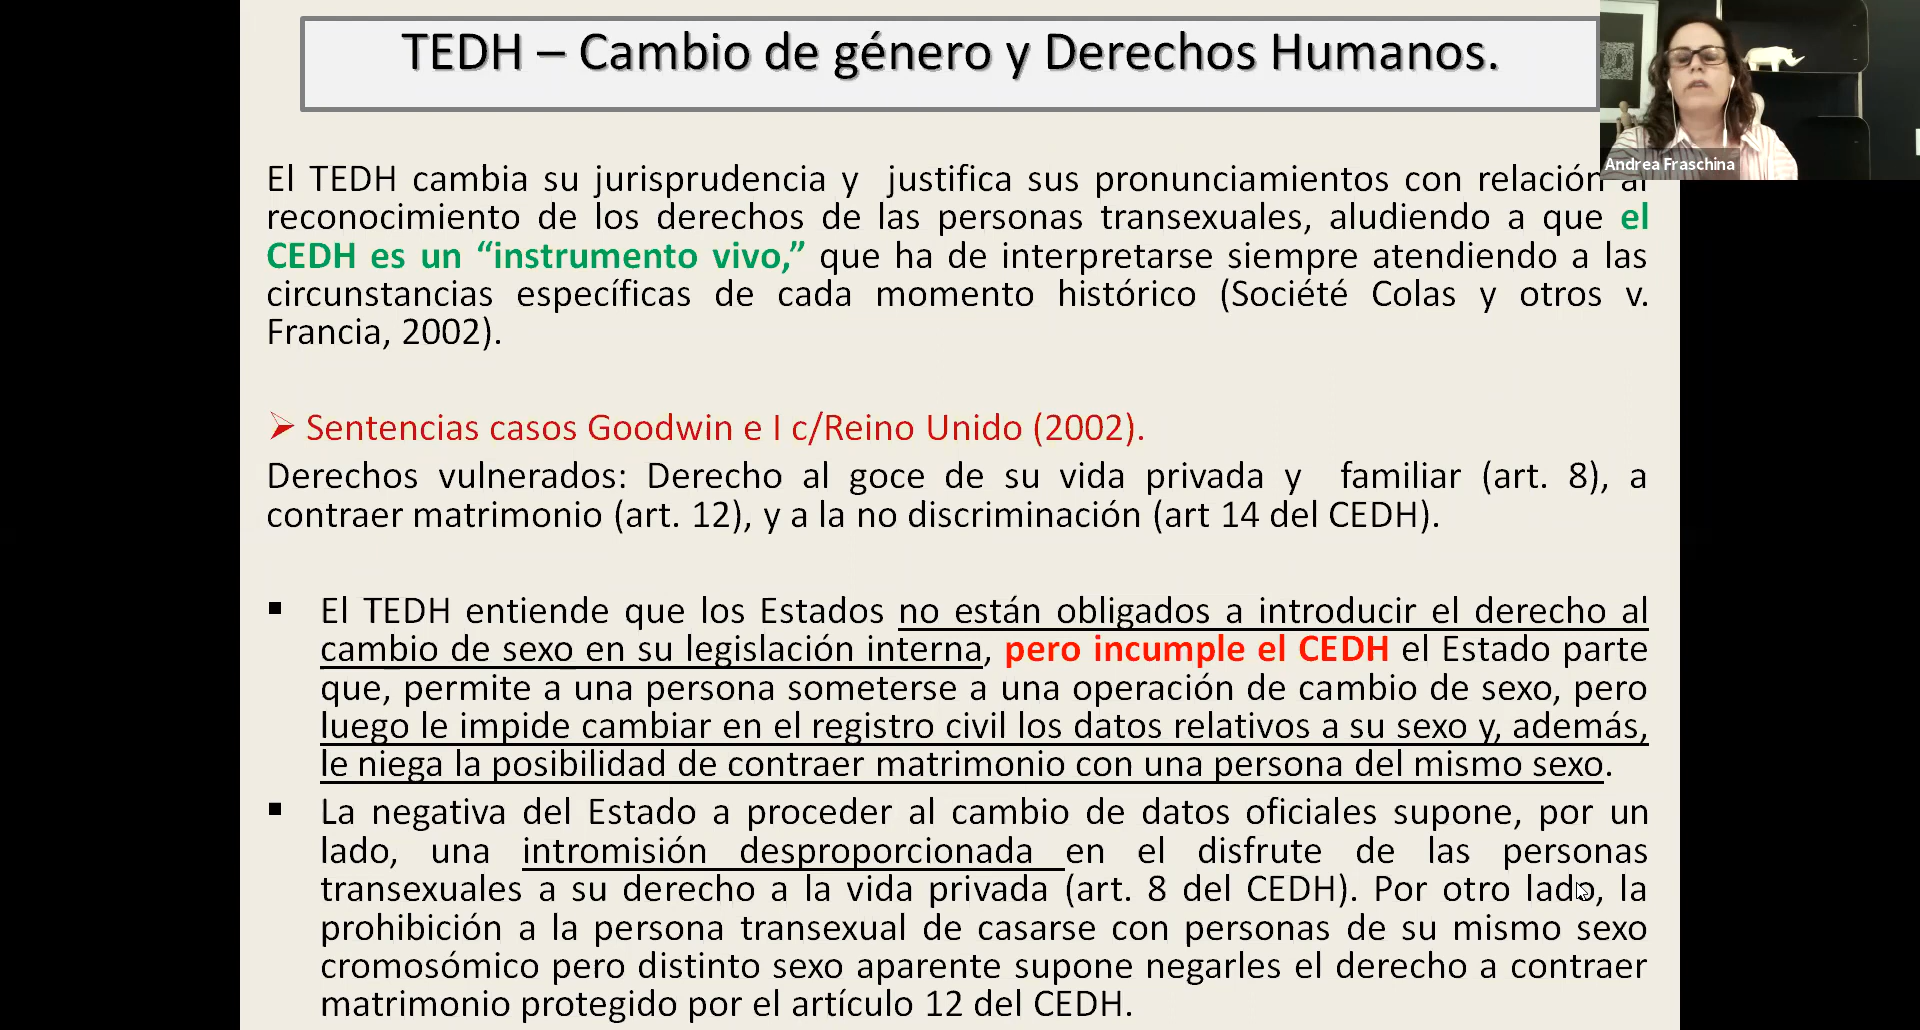 TEDH – Cambio de género y Derechos Humanos.
Andrea Fraschina
El TEDH cambia su jurisprudencia y justifica sus pronunciamientos con relación al
reconocimiento de los derechos de las personas transexuales, aludiendo a que el
CEDH es un “instrumento vivo,” que ha de interpretarse siempre atendiendo a las
circunstancias específicas de cada momento histórico (Société Colas y otros v.
Francia, 2002).
Sentencias casos Goodwin e I c/Reino Unido (2002).
Derechos vulnerados: Derecho al goce de su vida privada y familiar (art. 8), a
contraer matrimonio (art. 12), y a la no discriminación (art 14 del CEDH).
El TEDH entiende que los Estados no están obligados a introducir el derecho al
cambio de sexo en su legislación interna, pero incumple el CEDH el Estado parte
que, permite a una persona someterse a una operación de cambio de sexo, pero
luego le impide cambiar en el registro civil los datos relativos a su sexo y, además,
le niega la posibilidad de contraer matrimonio con una persona del mismo sexo.
La negativa del Estado a proceder al cambio de datos oficiales supone, por un
lado, una intromisión desproporcionada en el disfrute de las personas
transexuales a su derecho a la vida privada (art. 8 del CEDH). Por otro lado, la
prohibición a la persona transexual de casarse con personas de su mismo sexo
cromosómico pero distinto sexo aparente supone negarles el derecho a contraer
matrimonio protegido por el artículo 12 del CEDH.